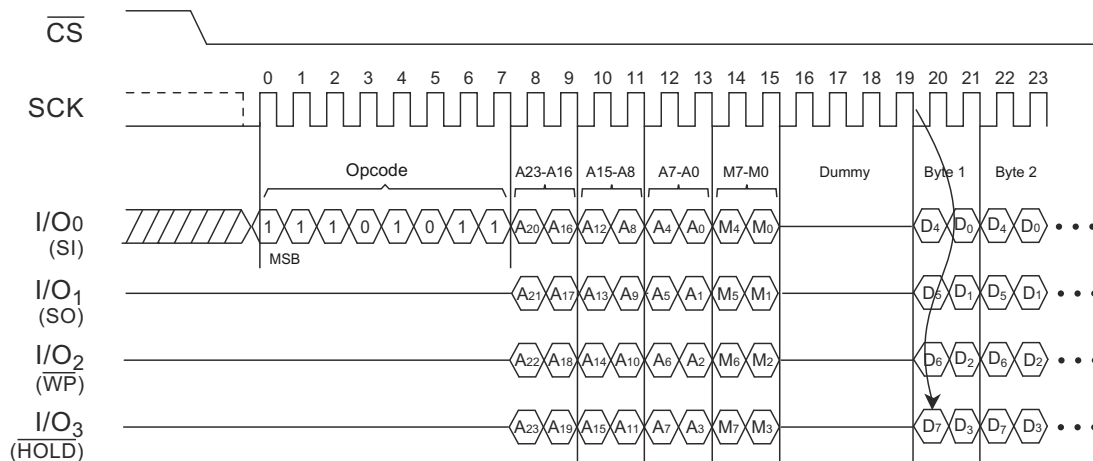 CS
0 1 2 3 4 5 6 7 8 9 10 11 12 13 14 15 16 17 18 19 20 21 22 23
SCK
Opcode A23-A16 A15-A8 A7-A0 M7-M0 Dummy Byte 1 Byte 2
I/O0 1 1 1 0 1 0 1 1 A20 A16 A12 A8 A4 A0 M4 M0 D4 D0 D4 D0 • • •
(SI)
MSB
I/O1 A21 A17 A13 A9 A5 A1 M5 M1 D5 D1 D5 D1 • • •
(SO)
I/O2 A22 A18 A14 A10 A6 A2 M6 M2 D6 D2 D6 D2 • • •
(WP)
I/O3 A23 A19 A15 A11 A7 A3 M7 M3 D7 D3 D7 D3 • • •
(HOLD)